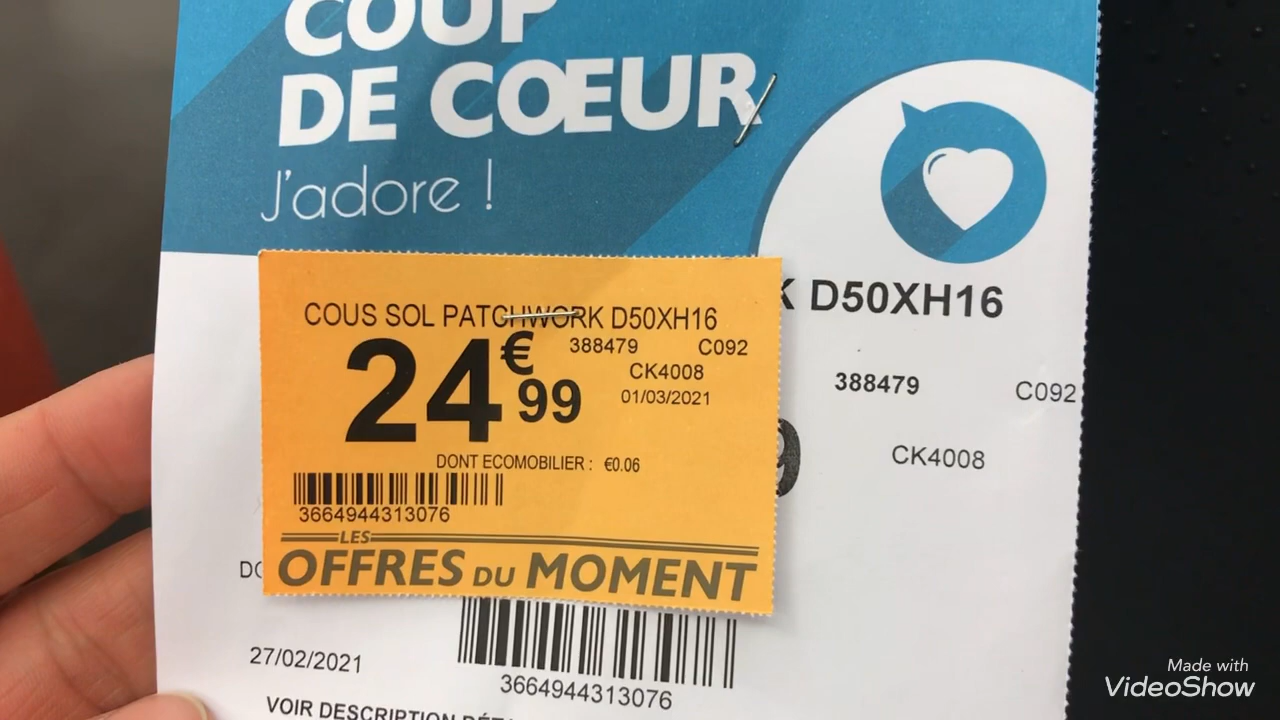 COUP
DE CŒUR
J'adore !
K D50XH16
388479 C092
CK4008
COUS SOL PATCHWORK D50XH16
24€99
388479 C092
CK4008
01/03/2021
DONT ECOMOBILIER : €0.06
3664944313076
LES
OFFRES DU MOMENT
27/02/2021
3664944313076
VOIR DESCRIPTION
Made with
VideoShow